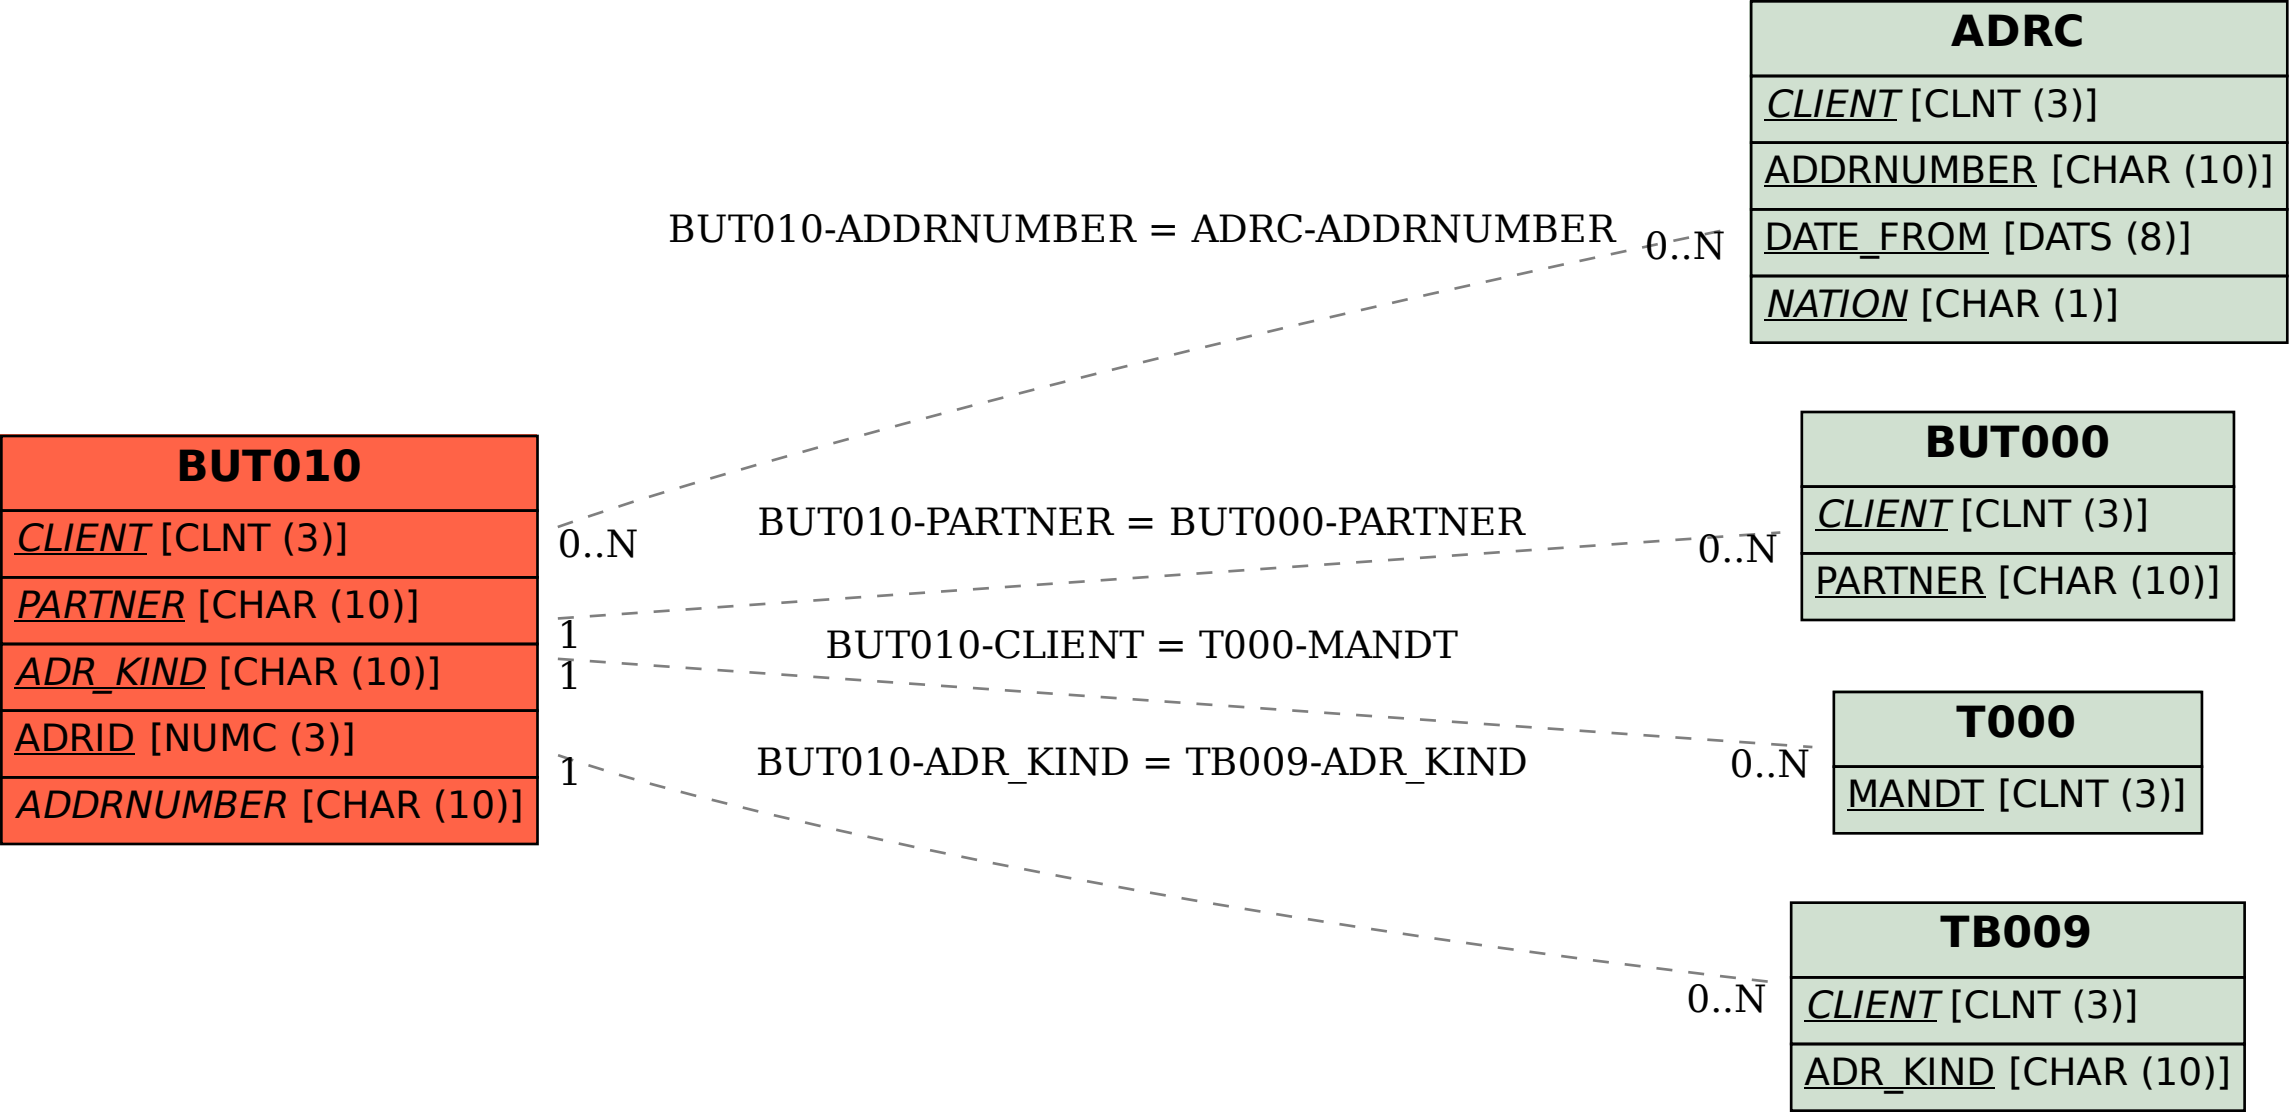 ADRC
CLIENT [CLNT (3)]
ADDRNUMBER [CHAR (10)]
DATE_FROM [DATS (8)]
NATION [CHAR (1)]
BUT010-ADDRNUMBER = ADRC-ADDRNUMBER
0..N
0..N
BUT010
CLIENT [CLNT (3)]
PARTNER [CHAR (10)]
ADR_KIND [CHAR (10)]
ADRID [NUMC (3)]
ADDRNUMBER [CHAR (10)]
BUT010-PARTNER = BUT000-PARTNER
1
0..N
BUT000
CLIENT [CLNT (3)]
PARTNER [CHAR (10)]
BUT010-CLIENT = T000-MANDT
1
0..N
T000
MANDT [CLNT (3)]
BUT010-ADR_KIND = TB009-ADR_KIND
1
0..N
TB009
CLIENT [CLNT (3)]
ADR_KIND [CHAR (10)]